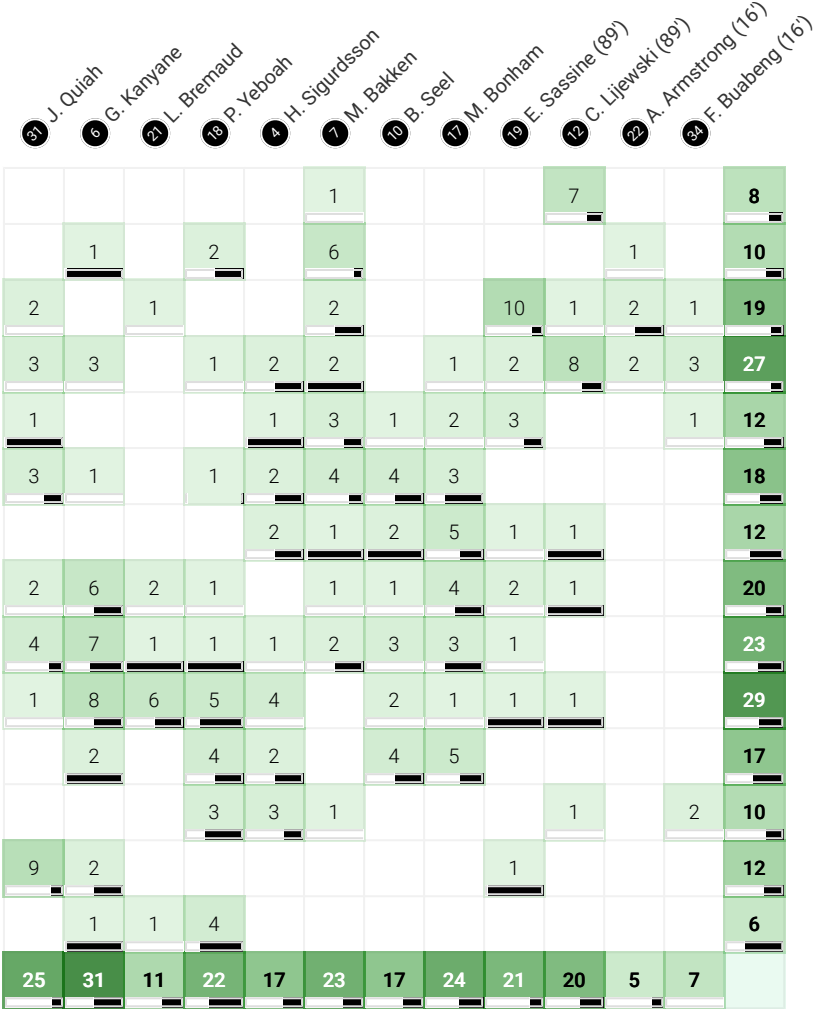 J. Quiah G. Kanyane L. Bremaud P. Yeboah H. Sigurdsson M. Bakken B. Seel M. Bonham E. Sassine (89') C. Lijewski (89') A. Armstrong (16') F. Buabeng (16')
31 6 21 18 4 7 10 17 19 12 22 34
1 7 8
1 2 6 1 10
2 1 2 10 1 2 1 19
3 3 1 2 2 1 2 8 2 3 27
1 1 3 1 2 3 1 12
3 1 1 2 4 4 3 18
2 1 2 5 1 1 12
2 6 2 1 1 1 4 2 1 20
4 7 1 1 1 2 3 3 1 23
1 8 6 5 4 2 1 1 1 29
2 4 2 4 5 17
3 3 1 1 2 10
9 2 1 12
1 1 4 6
25 31 11 22 17 23 17 24 21 20 5 7